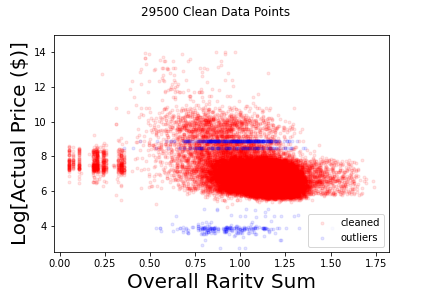 29500 Clean Data Points
Log[Actual Price ($)]
14
12
10
8
6
4
cleaned
outliers
0.00 0.25 0.50 0.75 1.00 1.25 1.50 1.75
Overall Rarity Sum